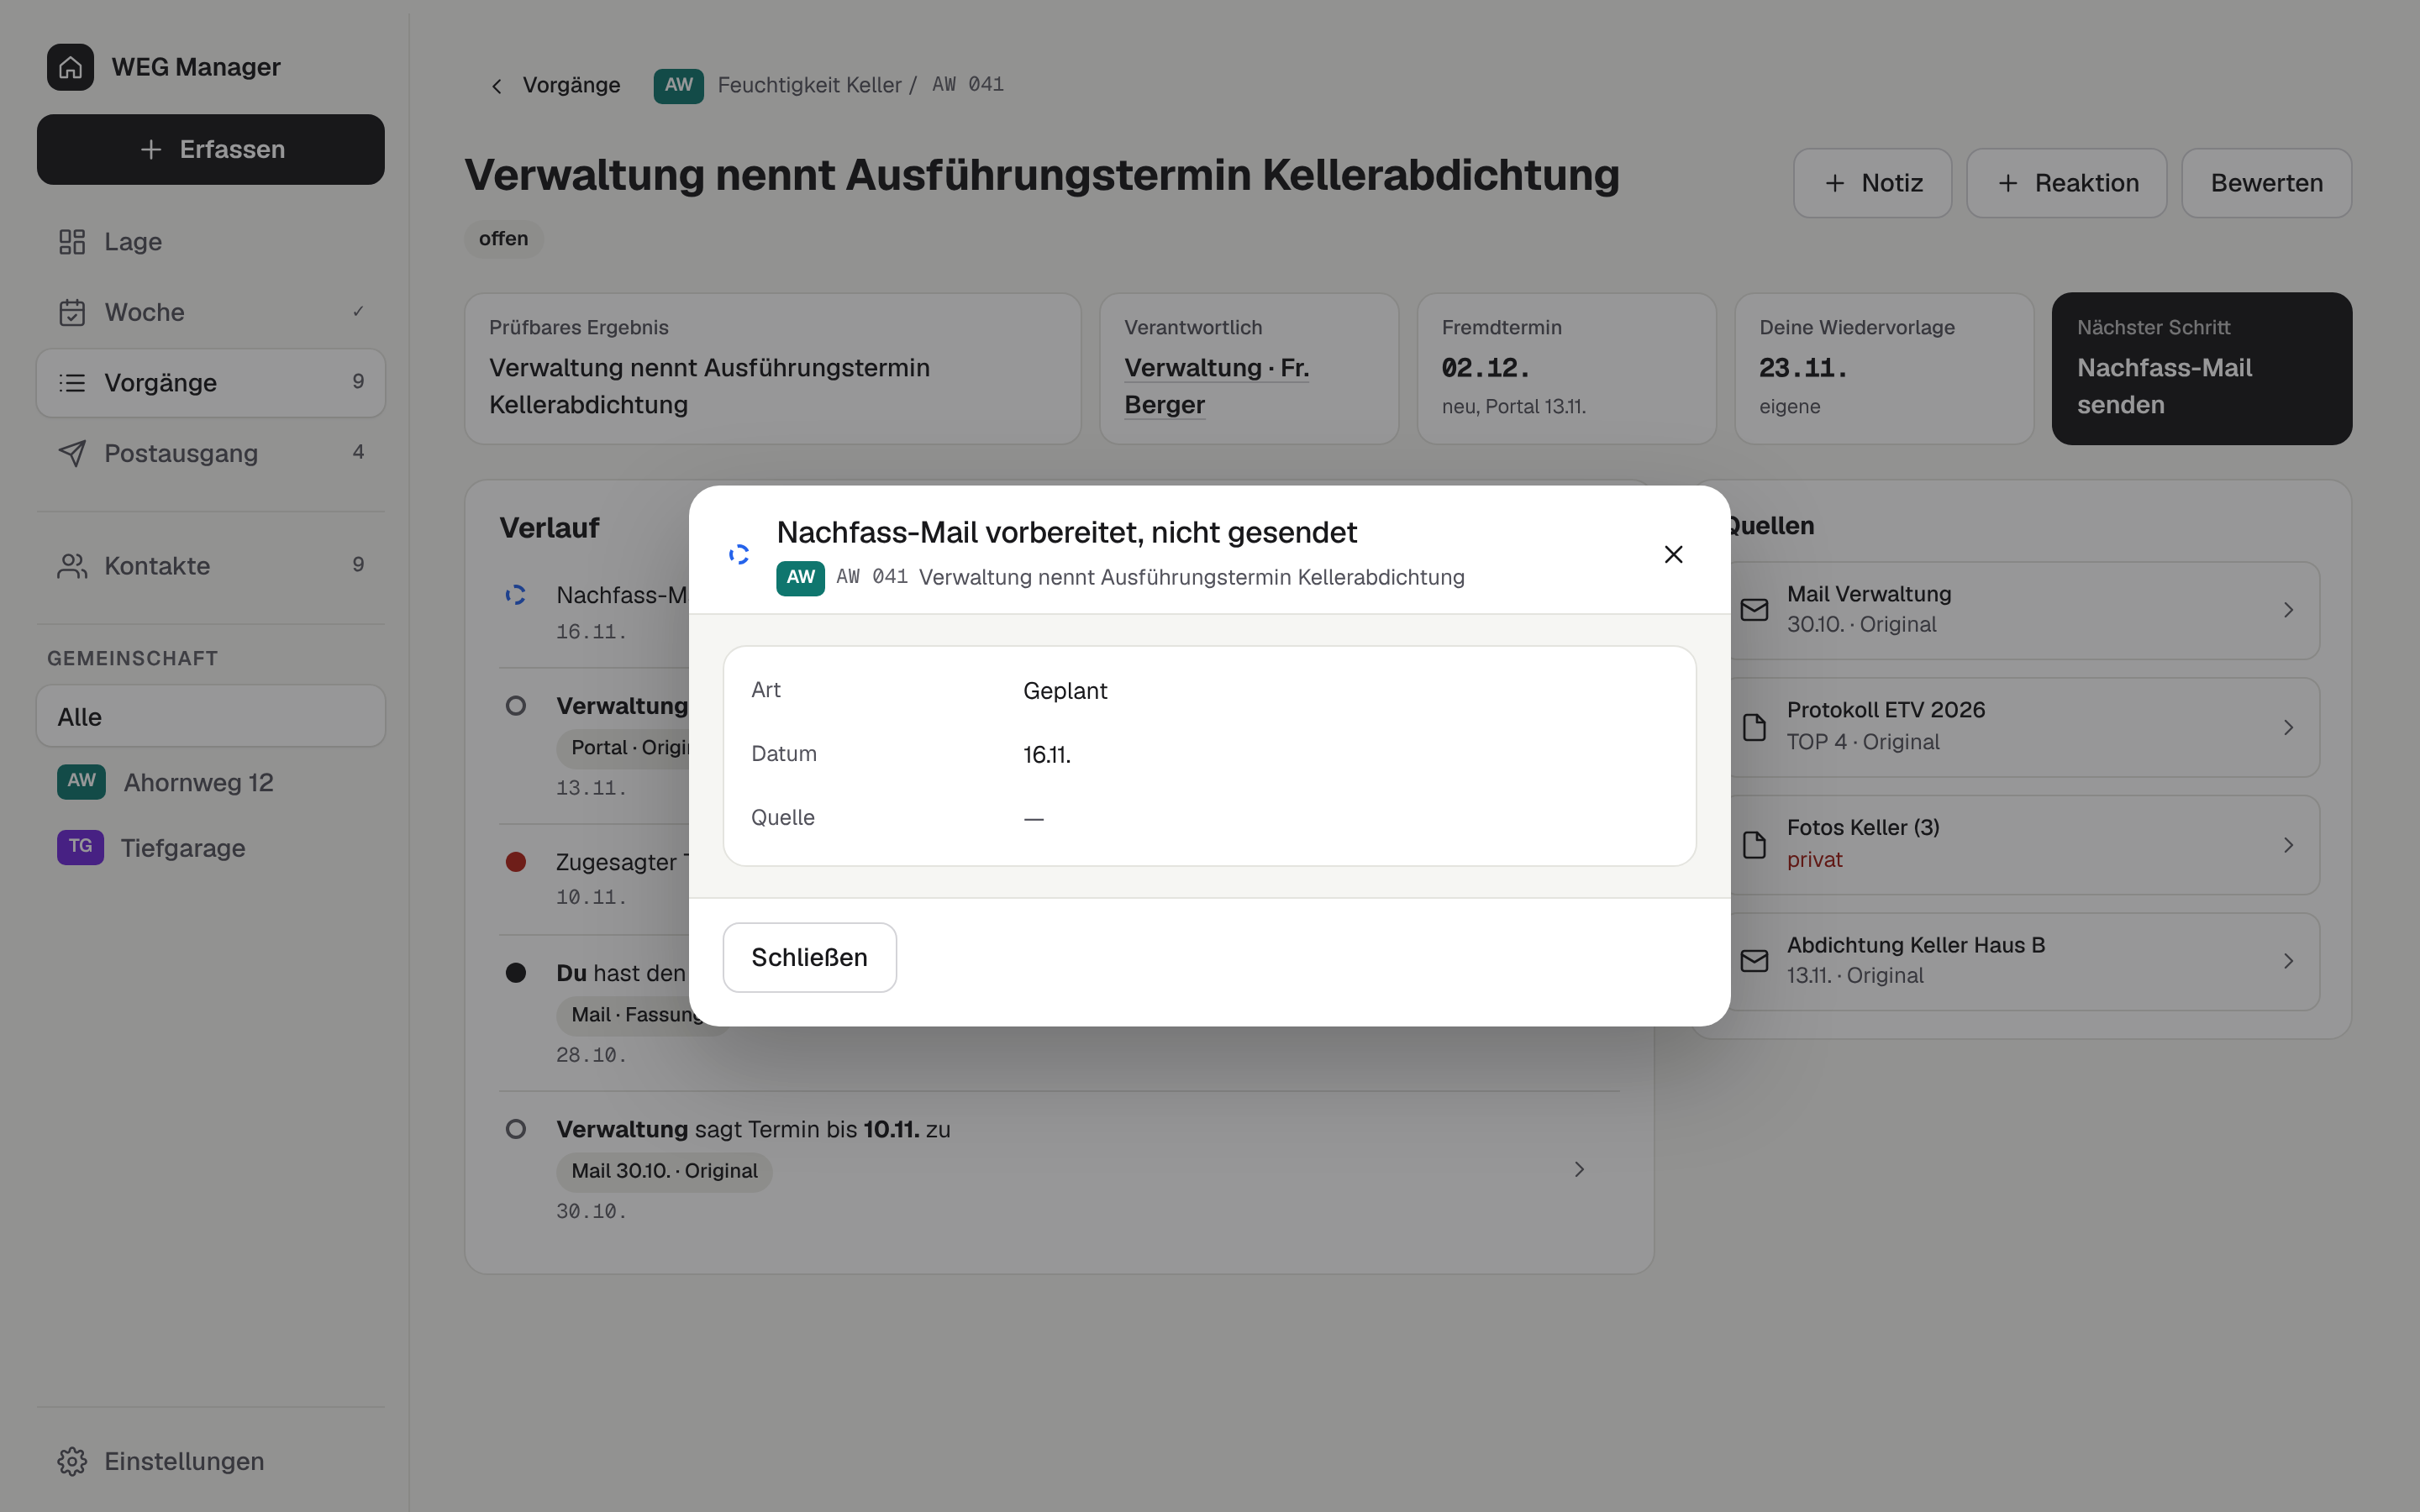 WEG Manager
Erfassen
Lage
Woche ✓
Vorgänge 9
Postausgang 4
Kontakte 9
GEMEINSCHAFT
Alle
AW Ahornweg 12
TG Tiefgarage
Einstellungen
Vorgänge AW Feuchtigkeit Keller / AW 041
Verwaltung nennt Ausführungstermin Kellerabdichtung
Notiz
Reaktion
Bewerten
offen
Prüfbares Ergebnis
Verwaltung nennt Ausführungstermin
Kellerabdichtung
Verantwortlich
Verwaltung · Fr.
Berger
Fremdtermin
02.12.
neu, Portal 13.11.
Deine Wiedervorlage
23.11.
eigene
Nächster Schritt
Nachfass-Mail
senden
Verlauf
16.11.
Verwaltung
13.11.
Zugesagter
10.11.
Du hast den
Mail · Fassung
28.10.
Verwaltung sagt Termin bis 10.11. zu
Mail 30.10. · Original
30.10.
Nachfass-Mail vorbereitet, nicht gesendet
AW AW 041 Verwaltung nennt Ausführungstermin Kellerabdichtung
Art Geplant
Datum 16.11.
Quelle —
Schließen
Quellen
Mail Verwaltung
30.10. · Original
Protokoll ETV 2026
TOP 4 · Original
Fotos Keller (3)
privat
Abdichtung Keller Haus B
13.11. · Original